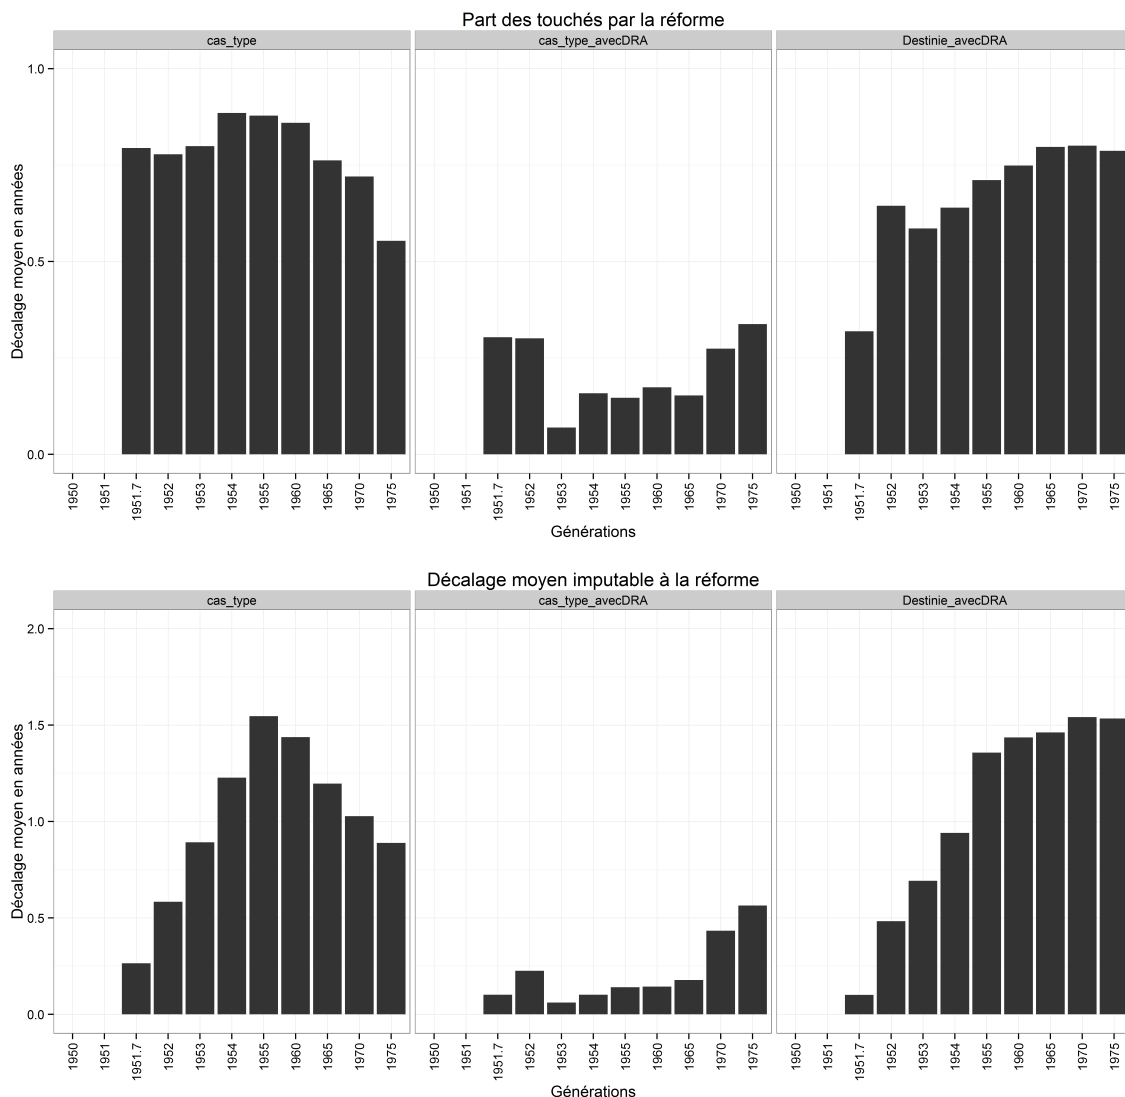 Part des touchés par la réforme
cas_type cas_type_avecDRA Destinie_avecDRA
Décalage moyen en années
1.0
0.5
0.0
1950 1951 1951.7 1952 1953 1954 1955 1960 1965 1970 1975 1950 1951 1951.7 1952 1953 1954 1955 1960 1965 1970 1975 1950 1951 1951.7 1952 1953 1954 1955 1960 1965 1970 1975
Générations
Décalage moyen imputable à la réforme
cas_type cas_type_avecDRA Destinie_avecDRA
Décalage moyen en années
2.0
1.5
1.0
0.5
0.0
1950 1951 1951.7 1952 1953 1954 1955 1960 1965 1970 1975 1950 1951 1951.7 1952 1953 1954 1955 1960 1965 1970 1975 1950 1951 1951.7 1952 1953 1954 1955 1960 1965 1970 1975
Générations